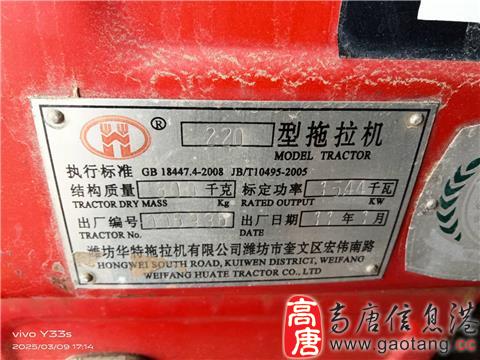 ® 220 型拖拉机
MODEL TRACTOR
执行标准 GB 18447.4-2008 JB/T10495-2005
结构质量 千克 标定功率 千瓦
TRACTOR DRY MASS Kg RATED OUTPUT KW
出厂编号 出厂日期 11年 月
TRACTOR NUMBER DATE
潍坊华特拖拉机有限公司潍坊市奎文区宏伟南路
HONGWEI SOUTH ROAD, KUIWEN DISTRICT, WEIFANG
WEIFANG HUATE TRACTOR CO., LTD
vivo Y33s
2025/03/09 17:14
高唐 高唐信息港
www.gaotang.cc